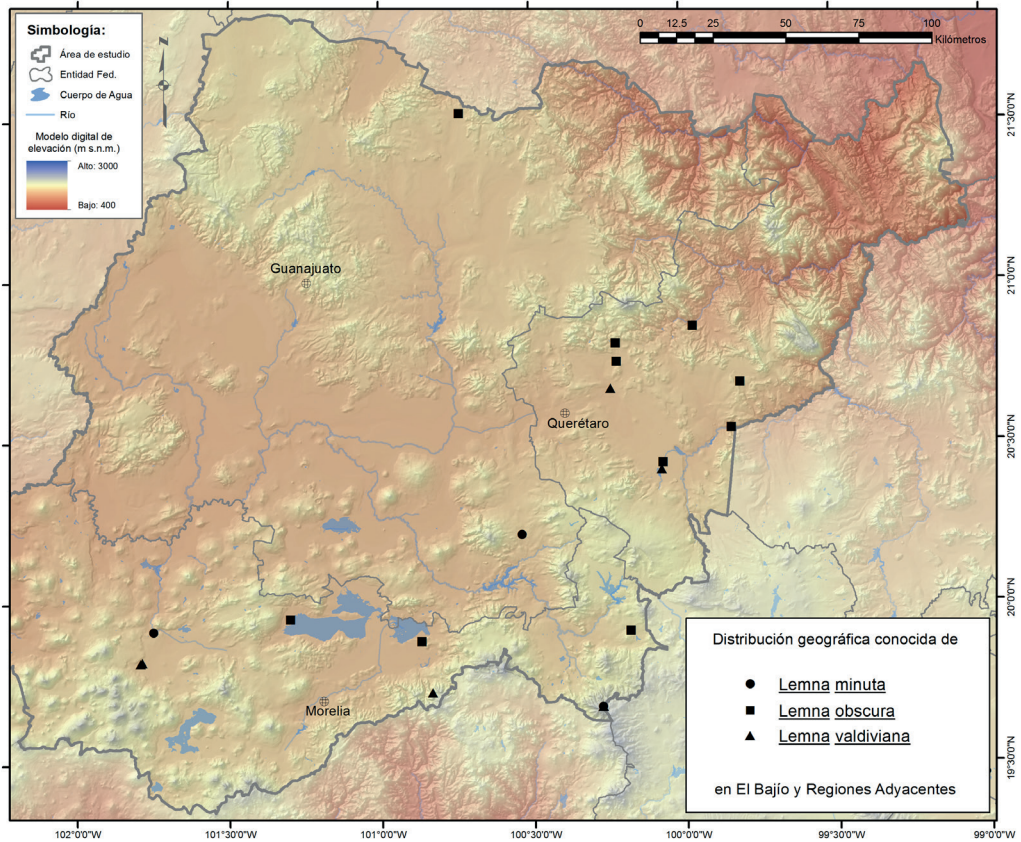 Simbología:
Área de estudio
Entidad Fed.
Cuerpo de Agua
Río
Modelo digital de
elevación (m s.n.m.)
Alto: 3000
Bajo: 400
N
0 12.5 25 50 75 100
Kilómetros
21°30'0"N
21°0'0"N
20°30'0"N
20°0'0"N
19°30'0"N
Guanajuato
Querétaro
Morelia
Distribución geográfica conocida de
Lemna minuta
Lemna obscura
Lemna valdiviana
en El Bajío y Regiones Adyacentes
102°0'0"W 101°30'0"W 101°0'0"W 100°30'0"W 100°0'0"W 99°30'0"W 99°0'0"W